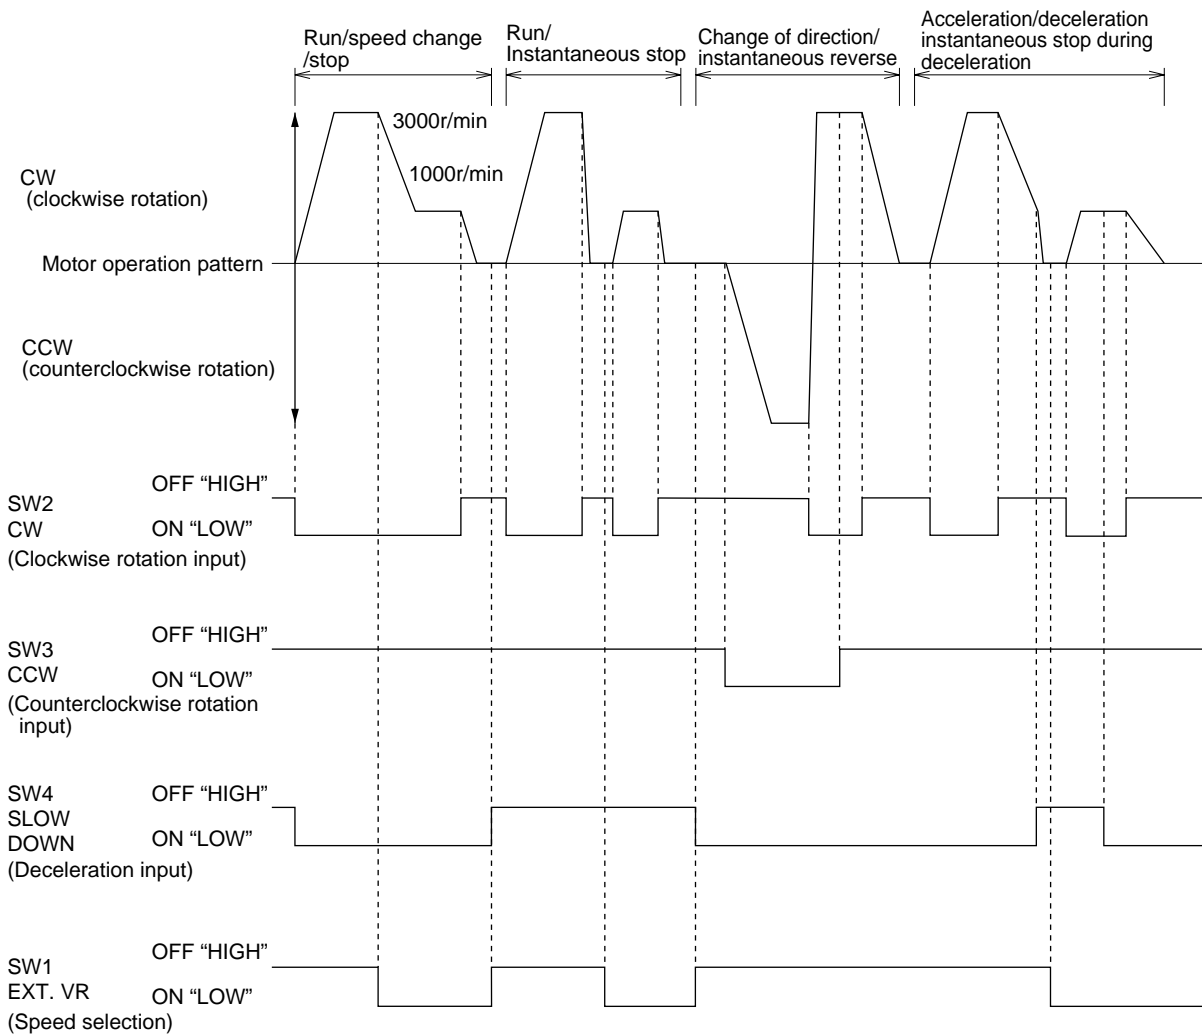 Run/speed change
/stop
Run/
Instantaneous stop
Change of direction/
instantaneous reverse
Acceleration/deceleration
instantaneous stop during
deceleration
3000r/min
1000r/min
CW
(clockwise rotation)
Motor operation pattern
CCW
(counterclockwise rotation)
OFF “HIGH”
SW2
CW
ON “LOW”
(Clockwise rotation input)
OFF “HIGH”
SW3
CCW
ON “LOW”
(Counterclockwise rotation
input)
SW4
OFF “HIGH”
SLOW
DOWN
ON “LOW”
(Deceleration input)
OFF “HIGH”
SW1
EXT. VR
ON “LOW”
(Speed selection)